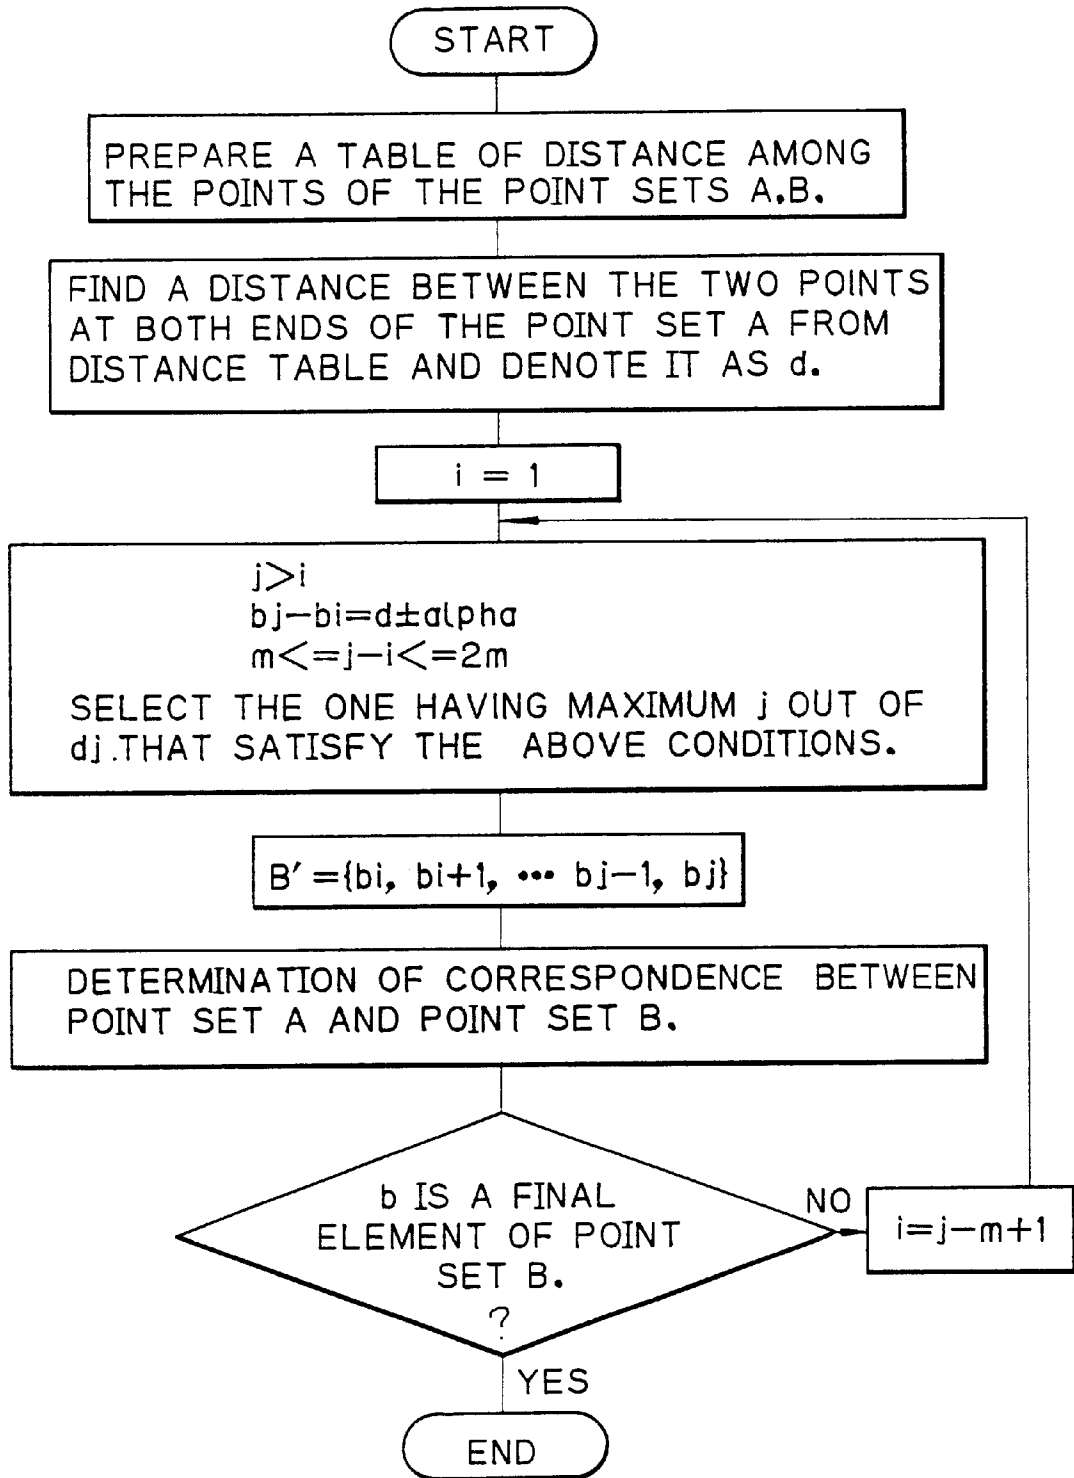 START
PREPARE A TABLE OF DISTANCE AMONG
THE POINTS OF THE POINT SETS A.B.
FIND A DISTANCE BETWEEN THE TWO POINTS
AT BOTH ENDS OF THE POINT SET A FROM
DISTANCE TABLE AND DENOTE IT AS d.
i = 1
j>i
bj−bi=d±alpha
m<=j−i<=2m
SELECT THE ONE HAVING MAXIMUM j OUT OF
dj.THAT SATISFY THE ABOVE CONDITIONS.
B′={bi, bi+1, ••• bj−1, bj}
DETERMINATION OF CORRESPONDENCE BETWEEN
POINT SET A AND POINT SET B.
b IS A FINAL
ELEMENT OF POINT
SET B.
?
NO
i=j−m+1
YES
END